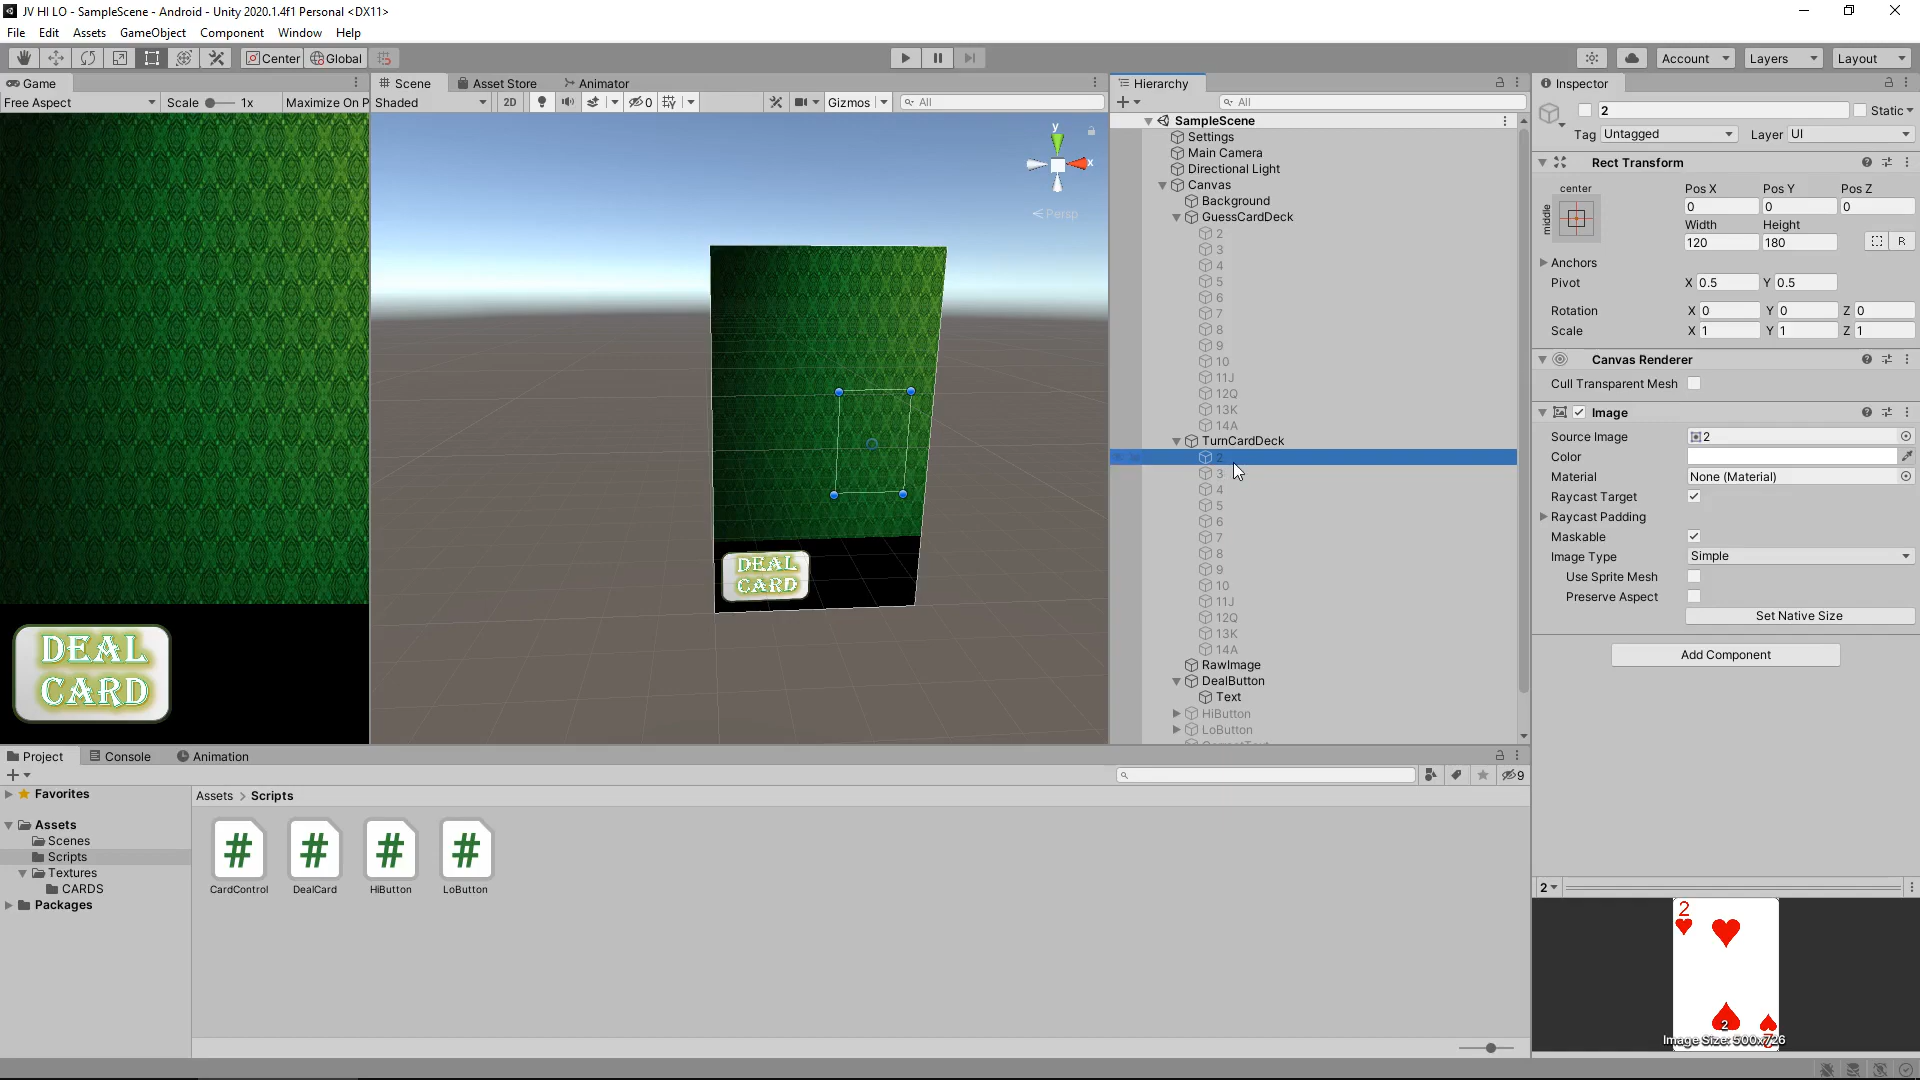 JV HI LO - SampleScene - Android - Unity 2020.1.4f1 Personal <DX11>
File Edit Assets GameObject Component Window Help
Center Global Account Layers Layout
Game
Free Aspect Scale 1x Maximize On P
DEAL
CARD
Scene Asset Store Animator
Shaded 2D 0 Gizmos All
y
x
Persp
DEAL
CARD
Hierarchy
All
SampleScene
Settings
Main Camera
Directional Light
Canvas
Background
GuessCardDeck
2
3
4
5
6
7
8
9
10
11J
12Q
13K
14A
TurnCardDeck
2
3
4
5
6
7
8
9
10
11J
12Q
13K
14A
RawImage
DealButton
Text
HiButton
LoButton
Inspector
2 Static
Tag Untagged Layer UI
Rect Transform
center
middle
Pos X Pos Y Pos Z
0 0 0
Width Height
120 180 R
Anchors
Pivot X 0.5 Y 0.5
Rotation X 0 Y 0 Z 0
Scale X 1 Y 1 Z 1
Canvas Renderer
Cull Transparent Mesh
Image
Source Image 2
Color
Material None (Material)
Raycast Target
Raycast Padding
Maskable
Image Type Simple
Use Sprite Mesh
Preserve Aspect
Set Native Size
Add Component
2
2
2
Image Size: 500x726
Project Console Animation
9
Favorites
Assets
Scenes
Scripts
Textures
CARDS
Packages
Assets > Scripts
CardControl DealCard HiButton LoButton